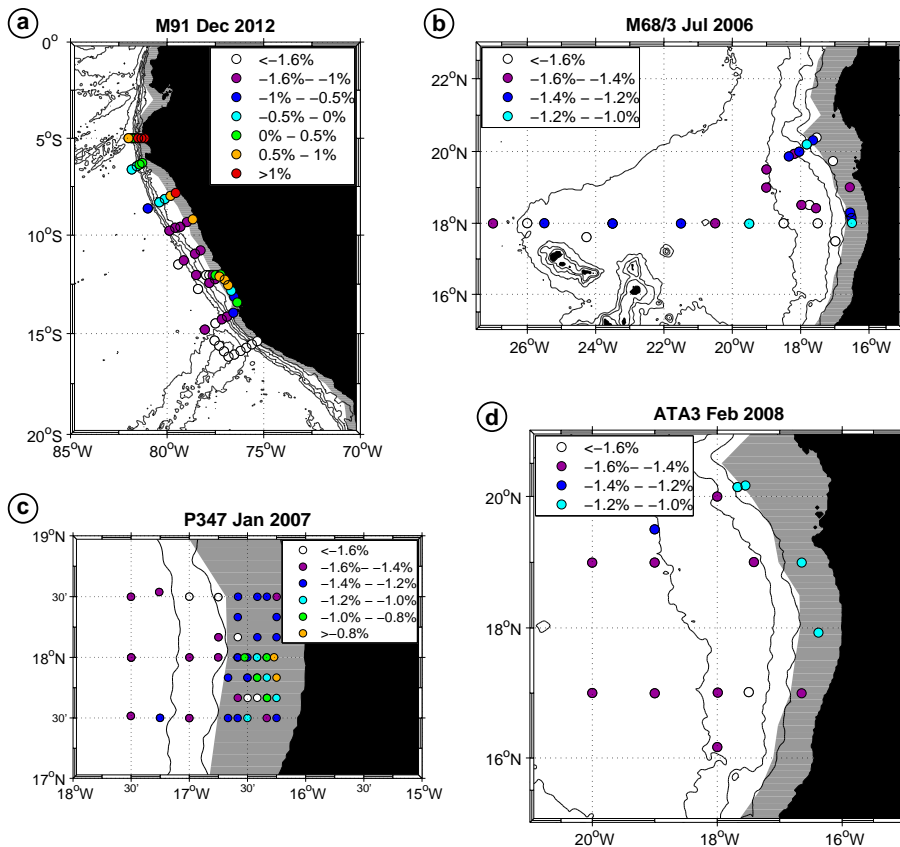 a
M91 Dec 2012
0°
5°S
10°S
15°S
20°S
85°W 80°W 75°W 70°W
<−1.6%
−1.6%− −1%
−1% − −0.5%
−0.5% − 0%
0% − 0.5%
0.5% − 1%
>1%
b
M68/3 Jul 2006
22°N
20°N
18°N
16°N
26°W 24°W 22°W 20°W 18°W 16°W
<−1.6%
−1.6%− −1.4%
−1.4% − −1.2%
−1.2% − −1.0%
c
P347 Jan 2007
19°N
30'
18°N
30'
17°N
18°W 30' 17°W 30' 16°W 30' 15°W
<−1.6%
−1.6%− −1.4%
−1.4% − −1.2%
−1.2% − −1.0%
−1.0% − −0.8%
>−0.8%
d
ATA3 Feb 2008
20°N
18°N
16°N
20°W 18°W 16°W
<−1.6%
−1.6%− −1.4%
−1.4% − −1.2%
−1.2% − −1.0%